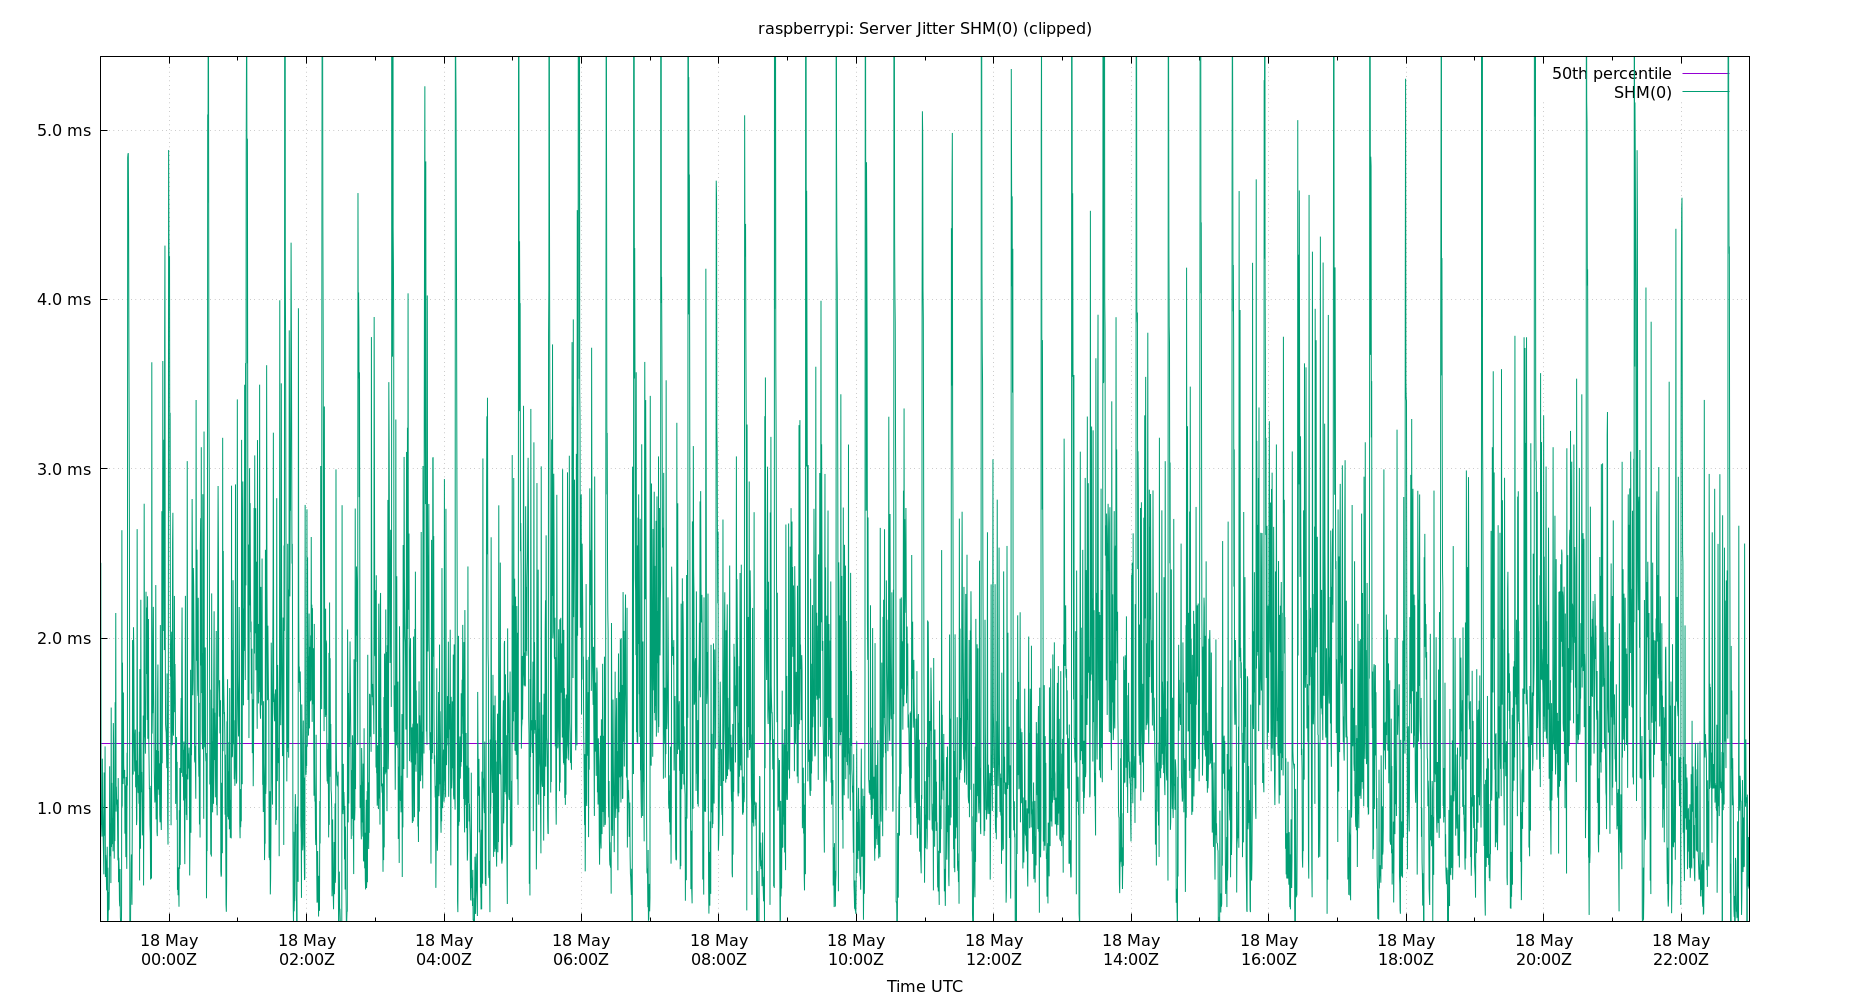 raspberrypi: Server Jitter SHM(0) (clipped)
50th percentile
SHM(0)
5.0 ms
4.0 ms
3.0 ms
2.0 ms
1.0 ms
18 May 18 May 18 May 18 May 18 May 18 May 18 May 18 May 18 May 18 May 18 May 18 May
00:00Z 02:00Z 04:00Z 06:00Z 08:00Z 10:00Z 12:00Z 14:00Z 16:00Z 18:00Z 20:00Z 22:00Z
Time UTC